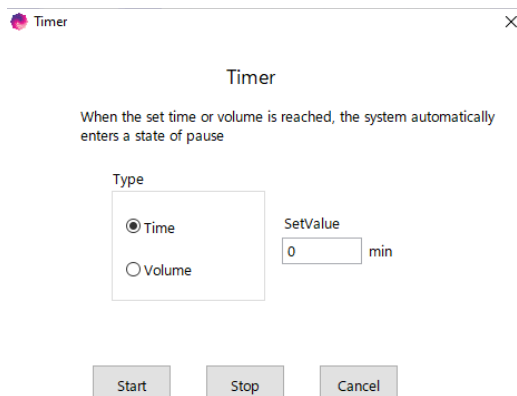 Timer
Timer
When the set time or volume is reached, the system automatically
enters a state of pause
Type
Time
Volume
SetValue
0 min
Start Stop Cancel